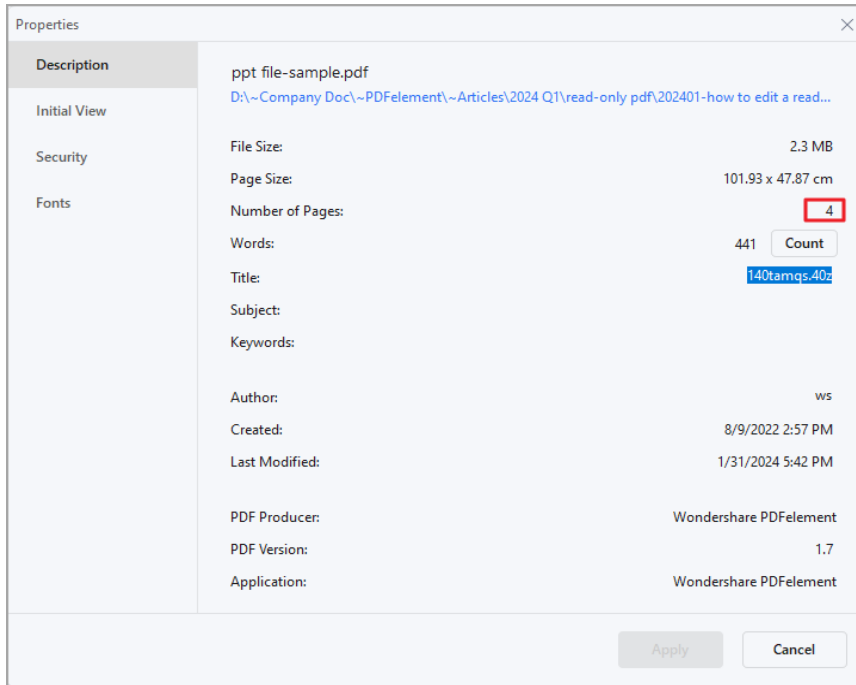 Properties
Description
Initial View
Security
Fonts
ppt file-sample.pdf
D:\~Company Doc\~PDFelement\~Articles\2024 Q1\read-only pdf\202401-how to edit a read...
File Size: 2.3 MB
Page Size: 101.93 x 47.87 cm
Number of Pages: 4
Words: 441 Count
Title: 140tamqs.40z
Subject:
Keywords:
Author: ws
Created: 8/9/2022 2:57 PM
Last Modified: 1/31/2024 5:42 PM
PDF Producer: Wondershare PDFelement
PDF Version: 1.7
Application: Wondershare PDFelement
Apply Cancel